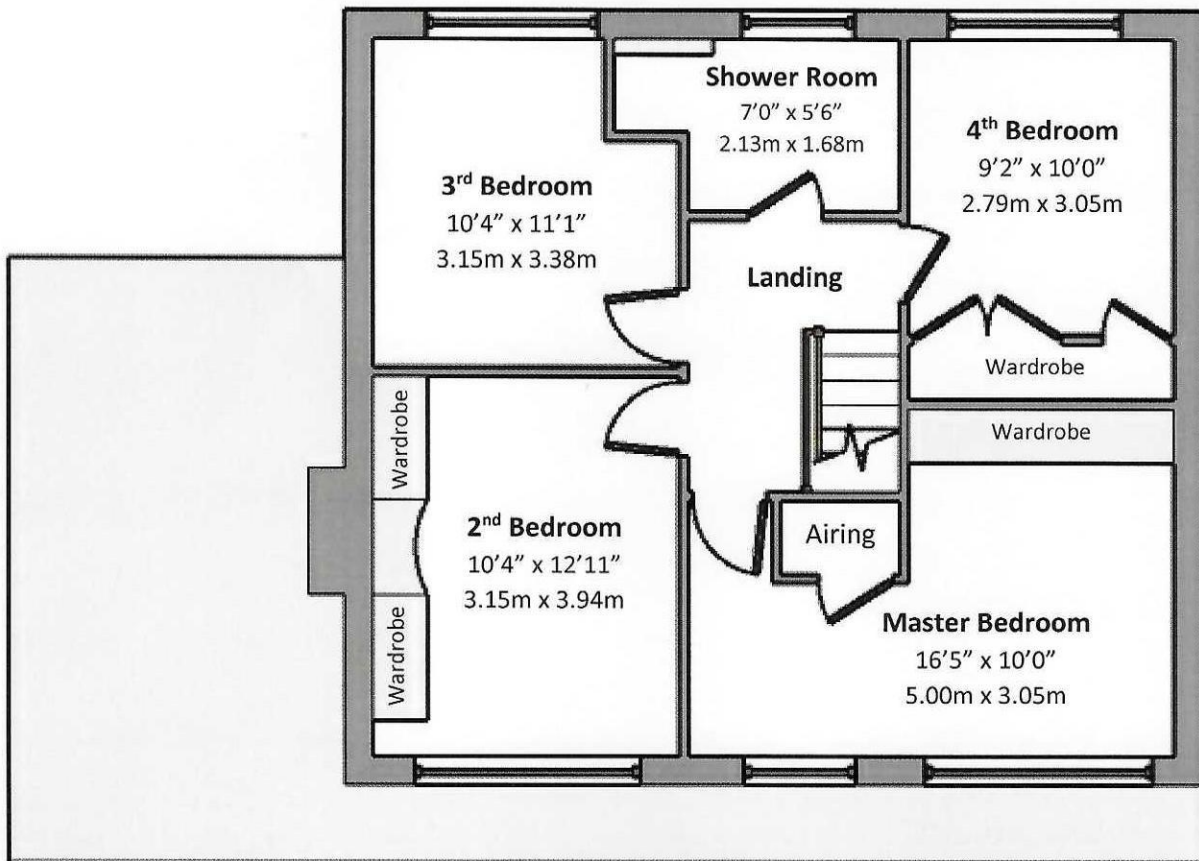 Shower Room
7'0” x 5'6”
2.13m x 1.68m
4th Bedroom
9'2” x 10'0”
2.79m x 3.05m
3rd Bedroom
10'4” x 11'1”
3.15m x 3.38m
Landing
Wardrobe
Wardrobe
Wardrobe
2nd Bedroom
10'4” x 12'11”
3.15m x 3.94m
Airing
Wardrobe
Master Bedroom
16'5” x 10'0”
5.00m x 3.05m